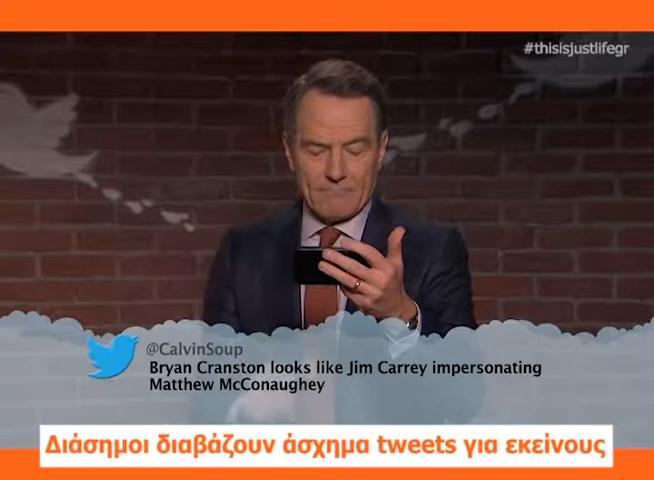 #thisisjustlifegr
@CalvinSoup
Bryan Cranston looks like Jim Carrey impersonating
Matthew McConaughey
Διάσημοι διαβάζουν άσχημα tweets για εκείνους